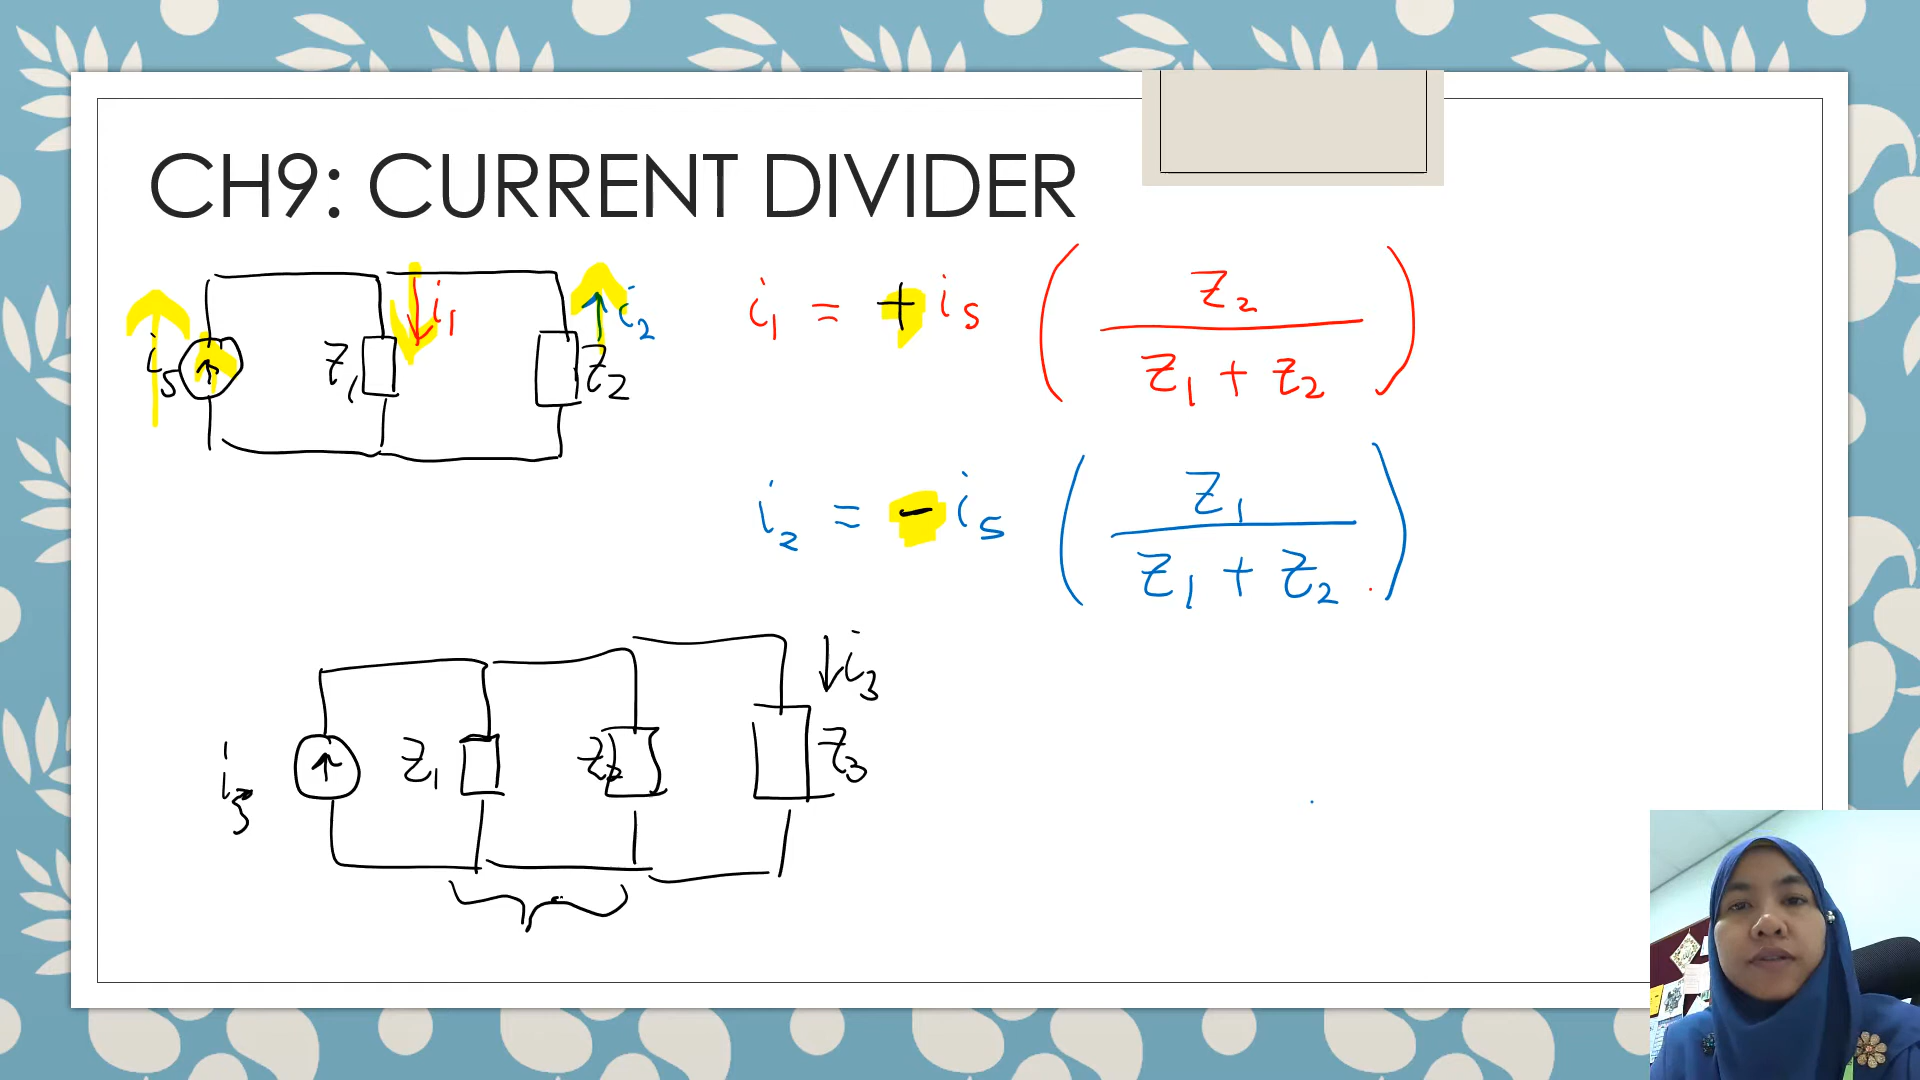 CH9: CURRENT DIVIDER
i₁ = + iₛ ( Z₂ / (Z₁ + Z₂) )
i₂ = - iₛ ( Z₁ / (Z₁ + Z₂) )
iₛ Z₁ ↓ i₁ ↑ i₂ Z₂
iₛ Z₁ Z₂ ↓ i₃ Z₃